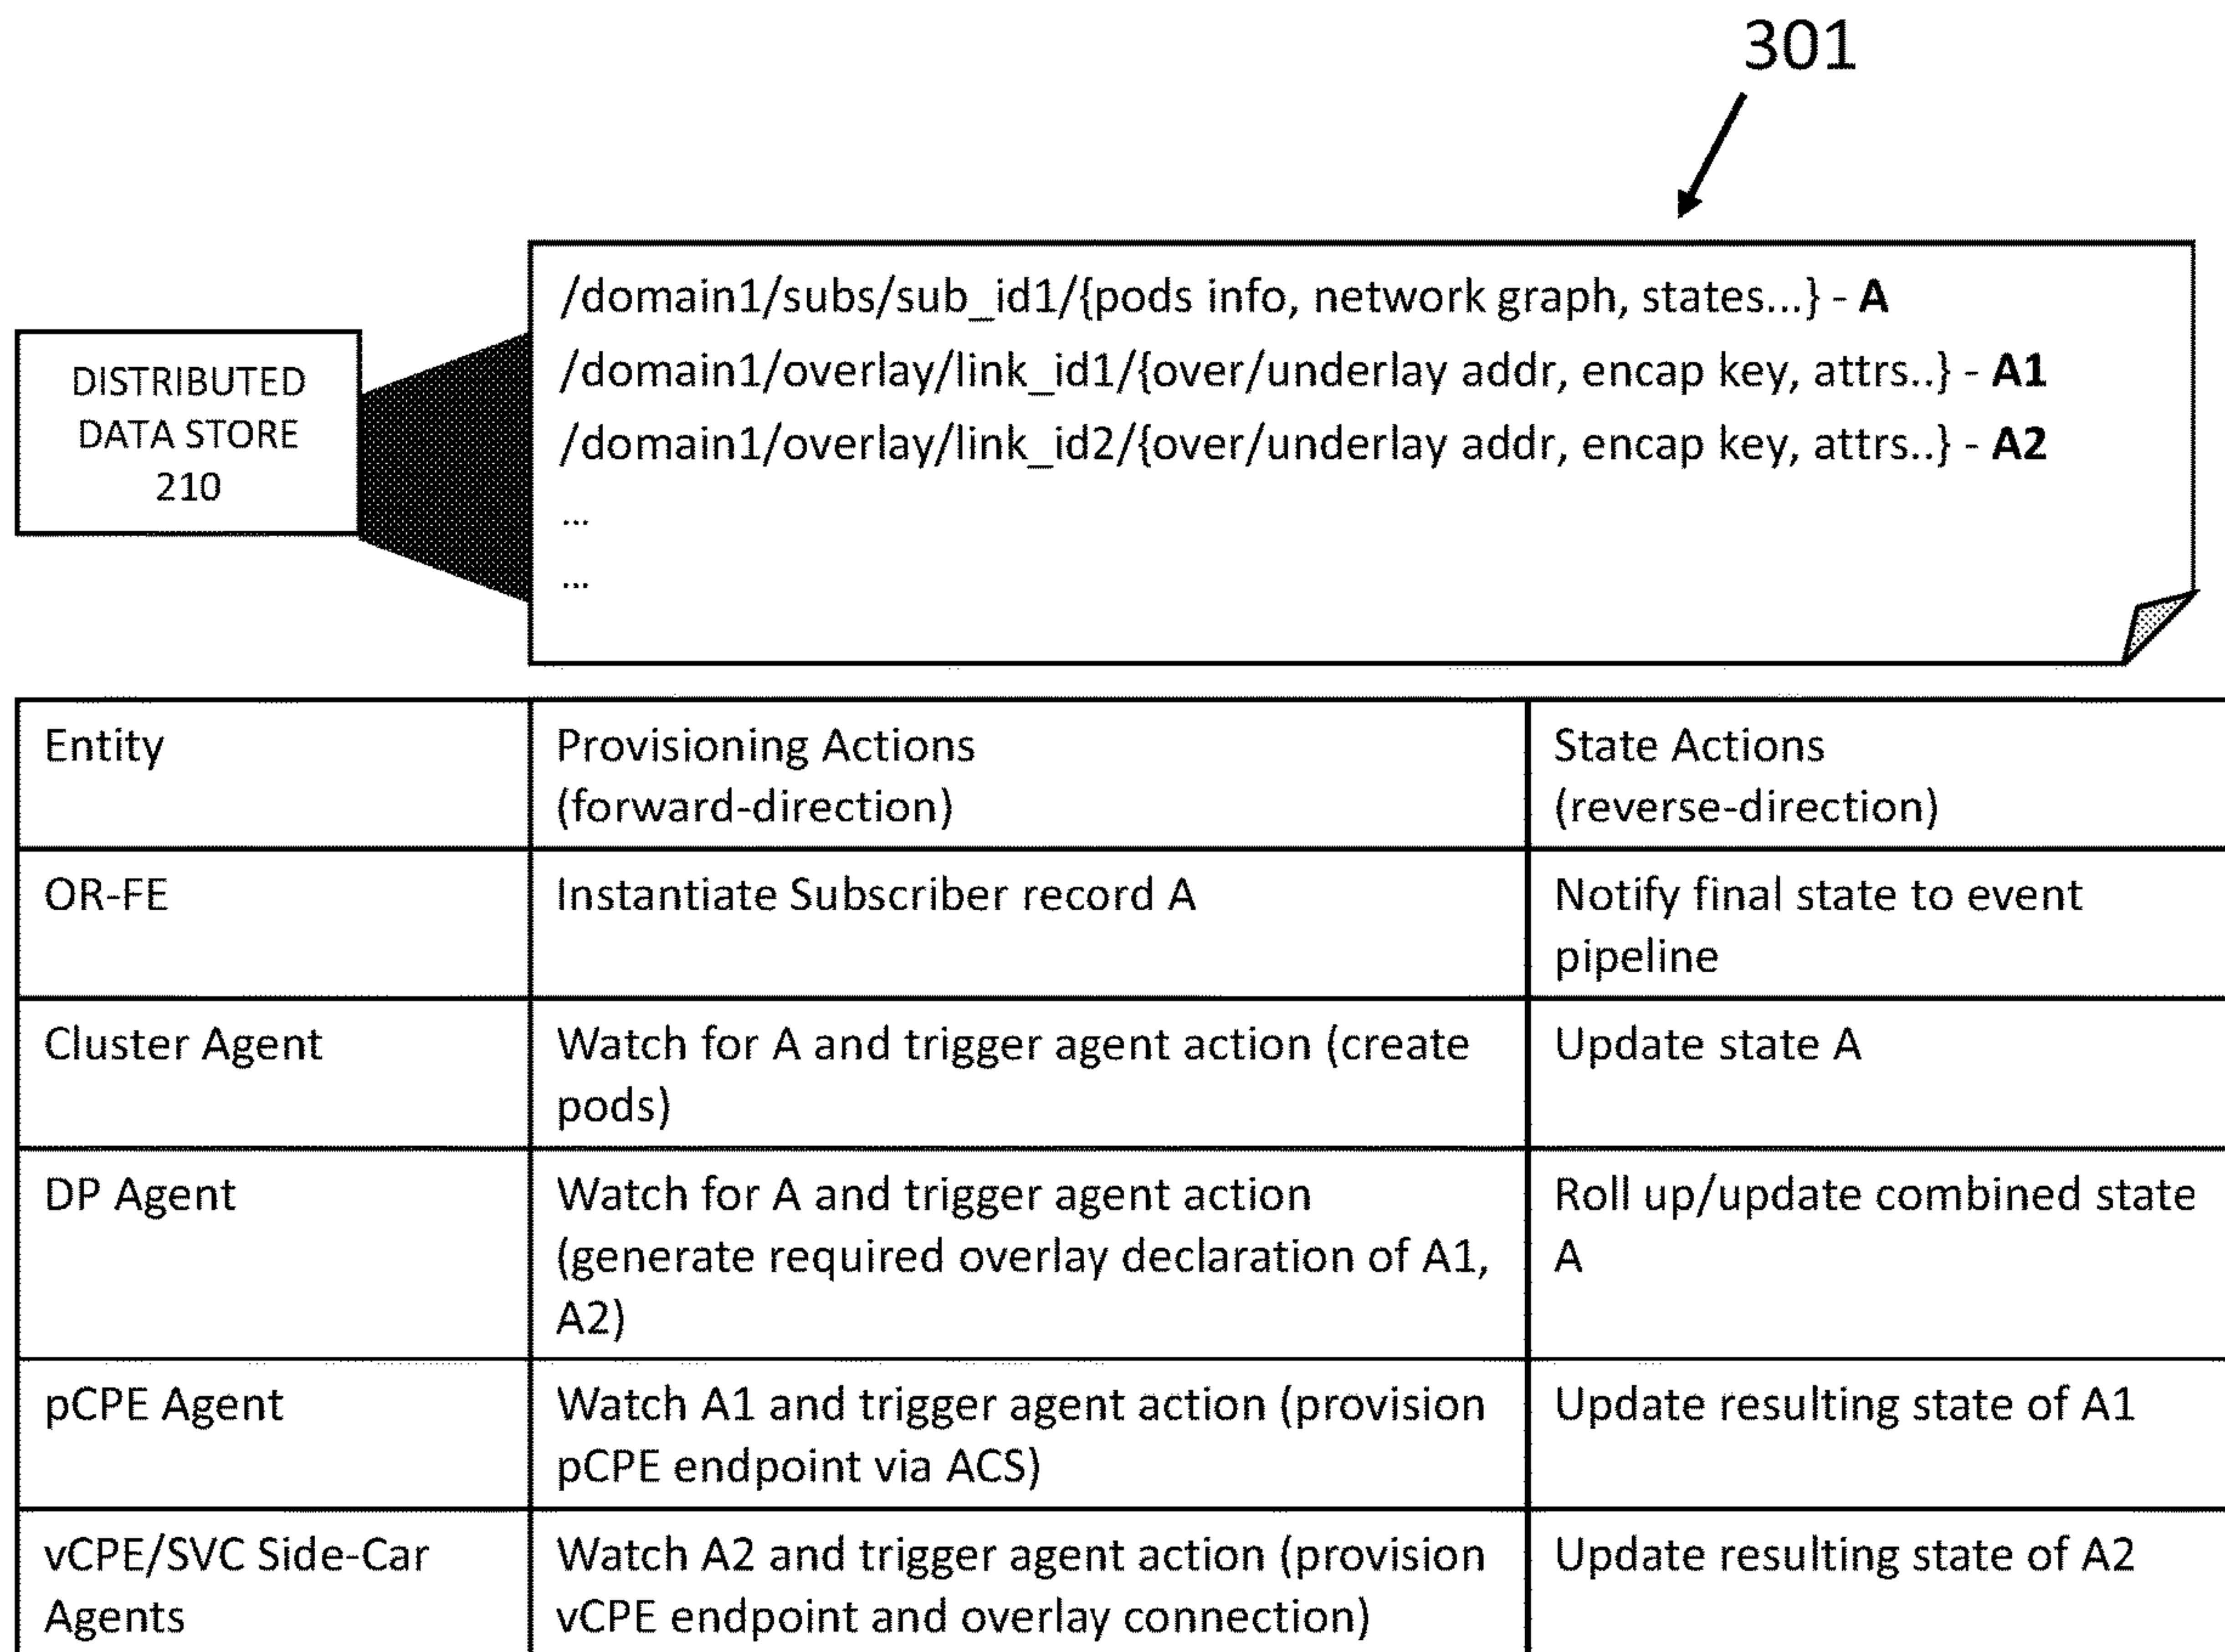 301
DISTRIBUTED
DATA STORE
210
/domain1/subs/sub_id1/{pods info, network graph, states...} - A
/domain1/overlay/link_id1/{over/underlay addr, encap key, attrs..} - A1
/domain1/overlay/link_id2/{over/underlay addr, encap key, attrs..} - A2
...
...
Entity
Provisioning Actions
(forward-direction)
State Actions
(reverse-direction)
OR-FE
Instantiate Subscriber record A
Notify final state to event
pipeline
Cluster Agent
Watch for A and trigger agent action (create
pods)
Update state A
DP Agent
Watch for A and trigger agent action
(generate required overlay declaration of A1,
A2)
Roll up/update combined state
A
pCPE Agent
Watch A1 and trigger agent action (provision
pCPE endpoint via ACS)
Update resulting state of A1
vCPE/SVC Side-Car
Agents
Watch A2 and trigger agent action (provision
vCPE endpoint and overlay connection)
Update resulting state of A2